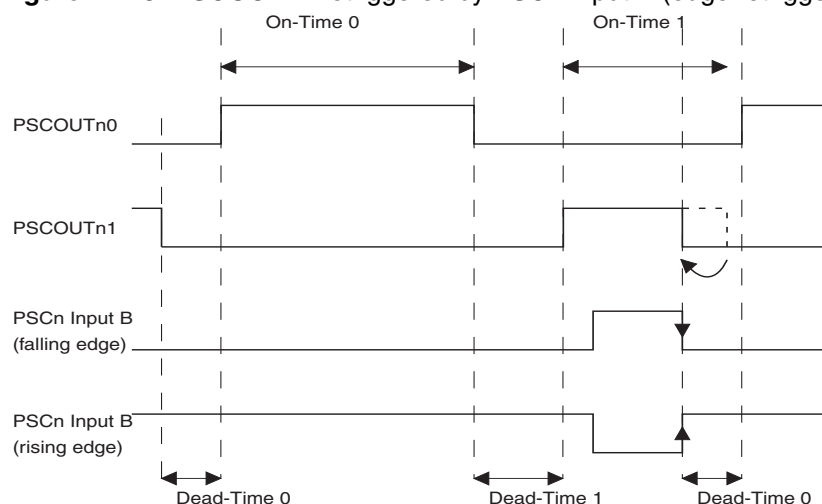 On-Time 0
On-Time 1
PSCOUTn0
PSCOUTn1
PSCn Input B
(falling edge)
PSCn Input B
(rising edge)
Dead-Time 0
Dead-Time 1
Dead-Time 0